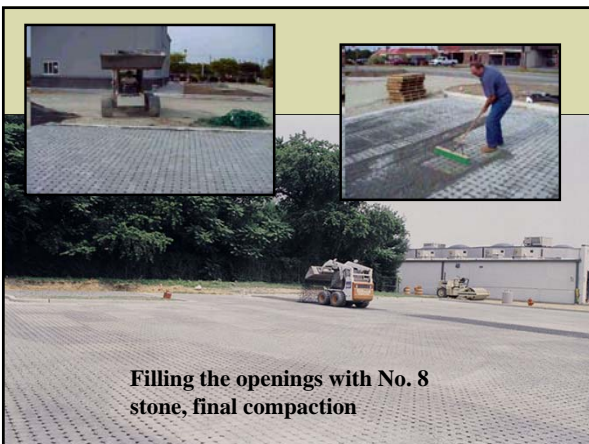 Filling the openings with No. 8
stone, final compaction